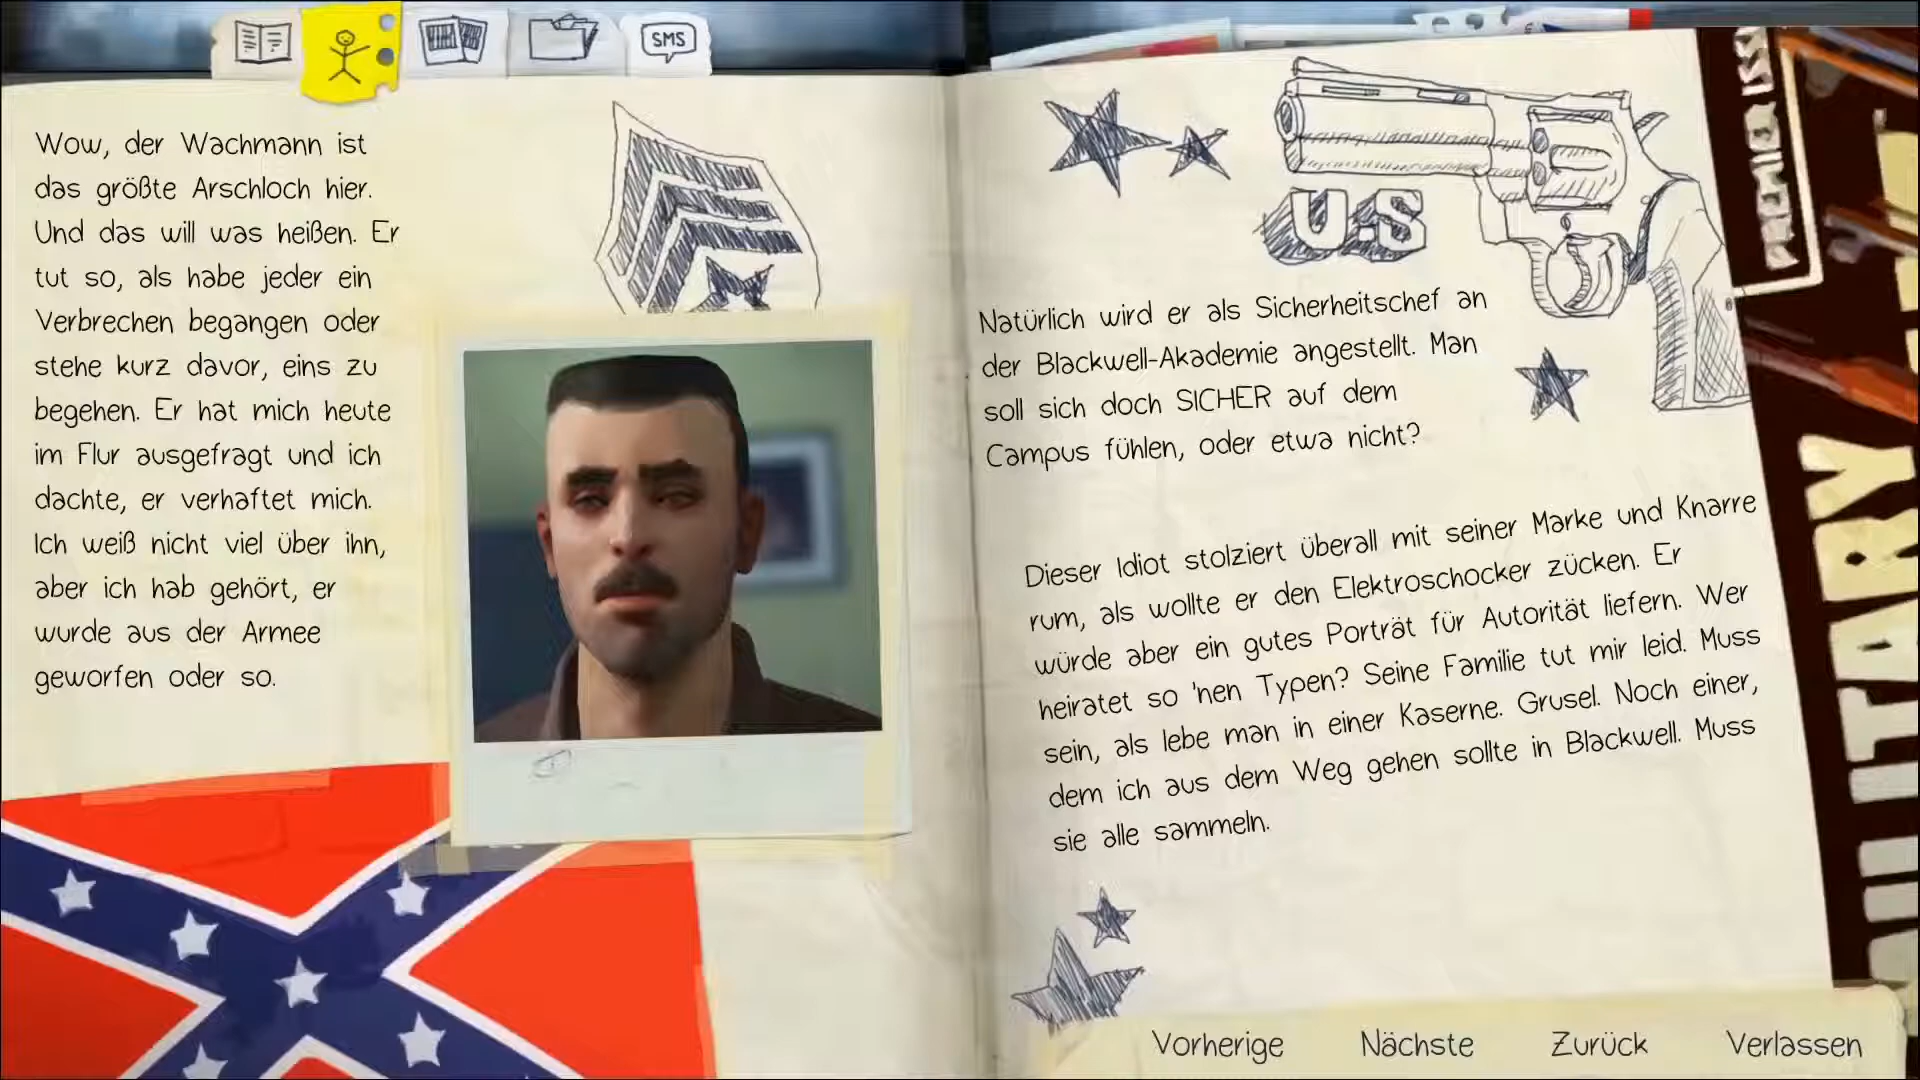 SMS
Wow, der Wachmann ist
das größte Arschloch hier.
Und das will was heißen. Er
tut so, als habe jeder ein
Verbrechen begangen oder
stehe kurz davor, eins zu
begehen. Er hat mich heute
im Flur ausgefragt und ich
dachte, er verhaftet mich.
Ich weiß nicht viel über ihn,
aber ich hab gehört, er
wurde aus der Armee
geworfen oder so.
U.S
Natürlich wird er als Sicherheitschef an
der Blackwell-Akademie angestellt. Man
soll sich doch SICHER auf dem
Campus fühlen, oder etwa nicht?
Dieser Idiot stolziert überall mit seiner Marke und Knarre
rum, als wollte er den Elektroschocker zücken. Er
würde aber ein gutes Porträt für Autorität liefern. Wer
heiratet so 'nen Typen? Seine Familie tut mir leid. Muss
sein, als lebe man in einer Kaserne. Grusel. Noch einer,
dem ich aus dem Weg gehen sollte in Blackwell. Muss
sie alle sammeln.
Vorherige Nächste Zurück Verlassen